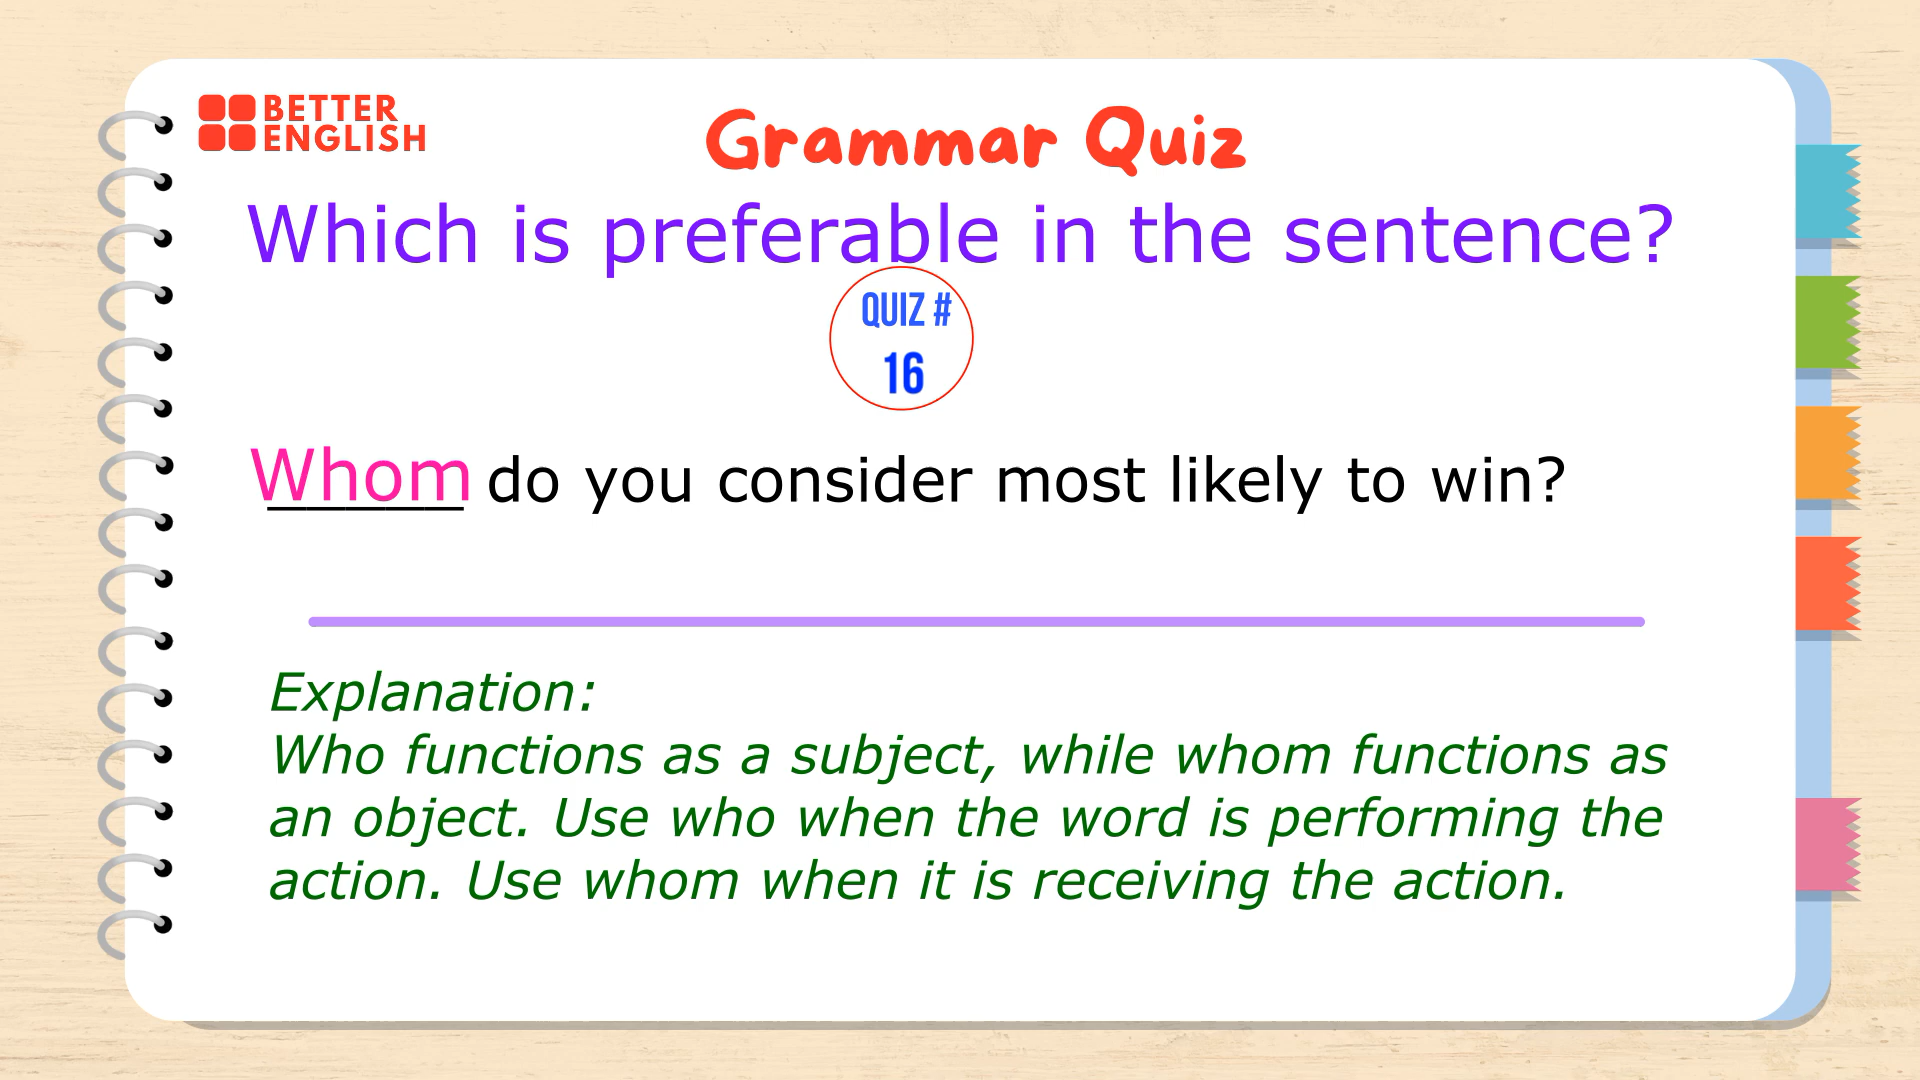 BETTER
ENGLISH
Grammar Quiz
Which is preferable in the sentence?
QUIZ #
16
Whom do you consider most likely to win?
Explanation:
Who functions as a subject, while whom functions as
an object. Use who when the word is performing the
action. Use whom when it is receiving the action.